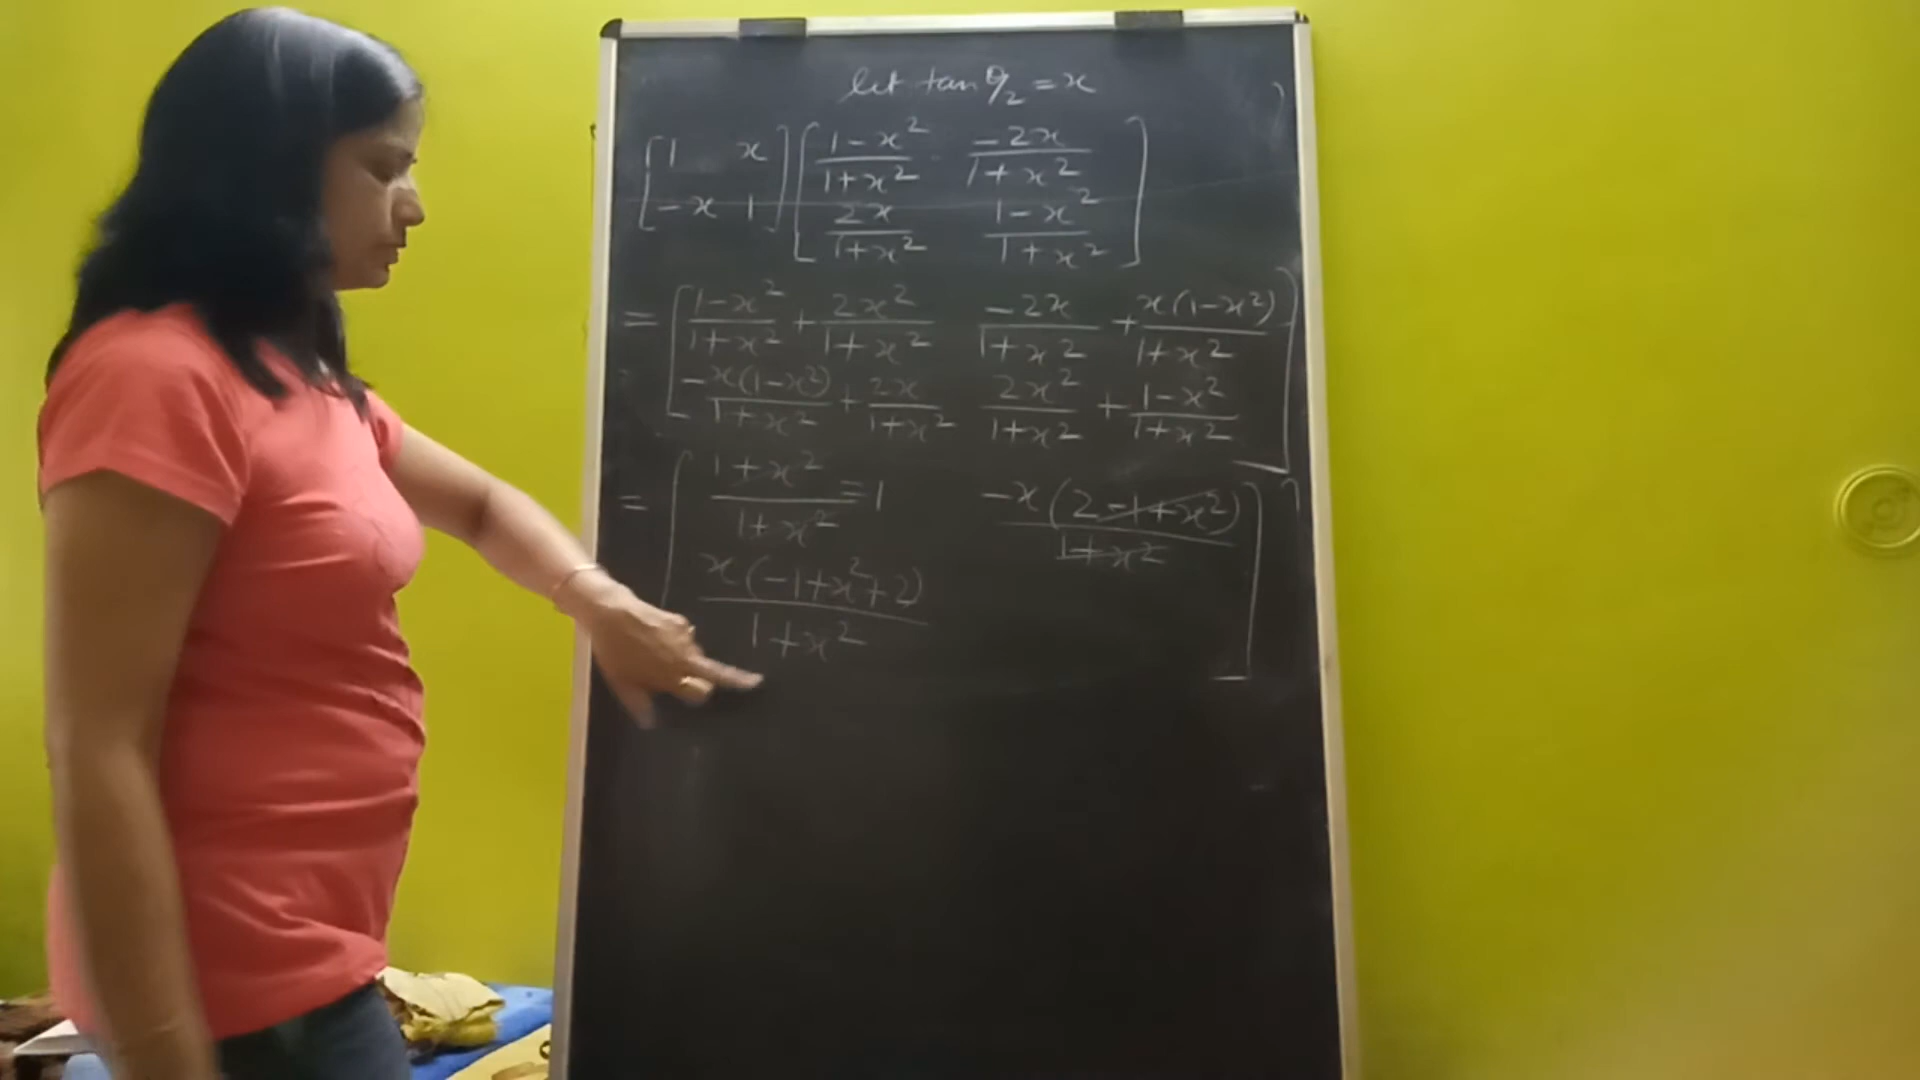 let tan θ/2 = x
[1 x] [(1-x²)/(1+x²) -2x/(1+x²)]
[-x 1] [2x/(1+x²) (1-x²)/(1+x²)]
= [(1-x²)/(1+x²) + 2x²/(1+x²) -2x/(1+x²) + x(1-x²)/(1+x²)]
[-x(1-x²)/(1+x²) + 2x/(1+x²) 2x²/(1+x²) + (1-x²)/(1+x²)]
= [(1+x²)/(1+x²) = 1 -x(2-1+x²)/(1+x²)]
[x(-1+x²+2)/(1+x²)]